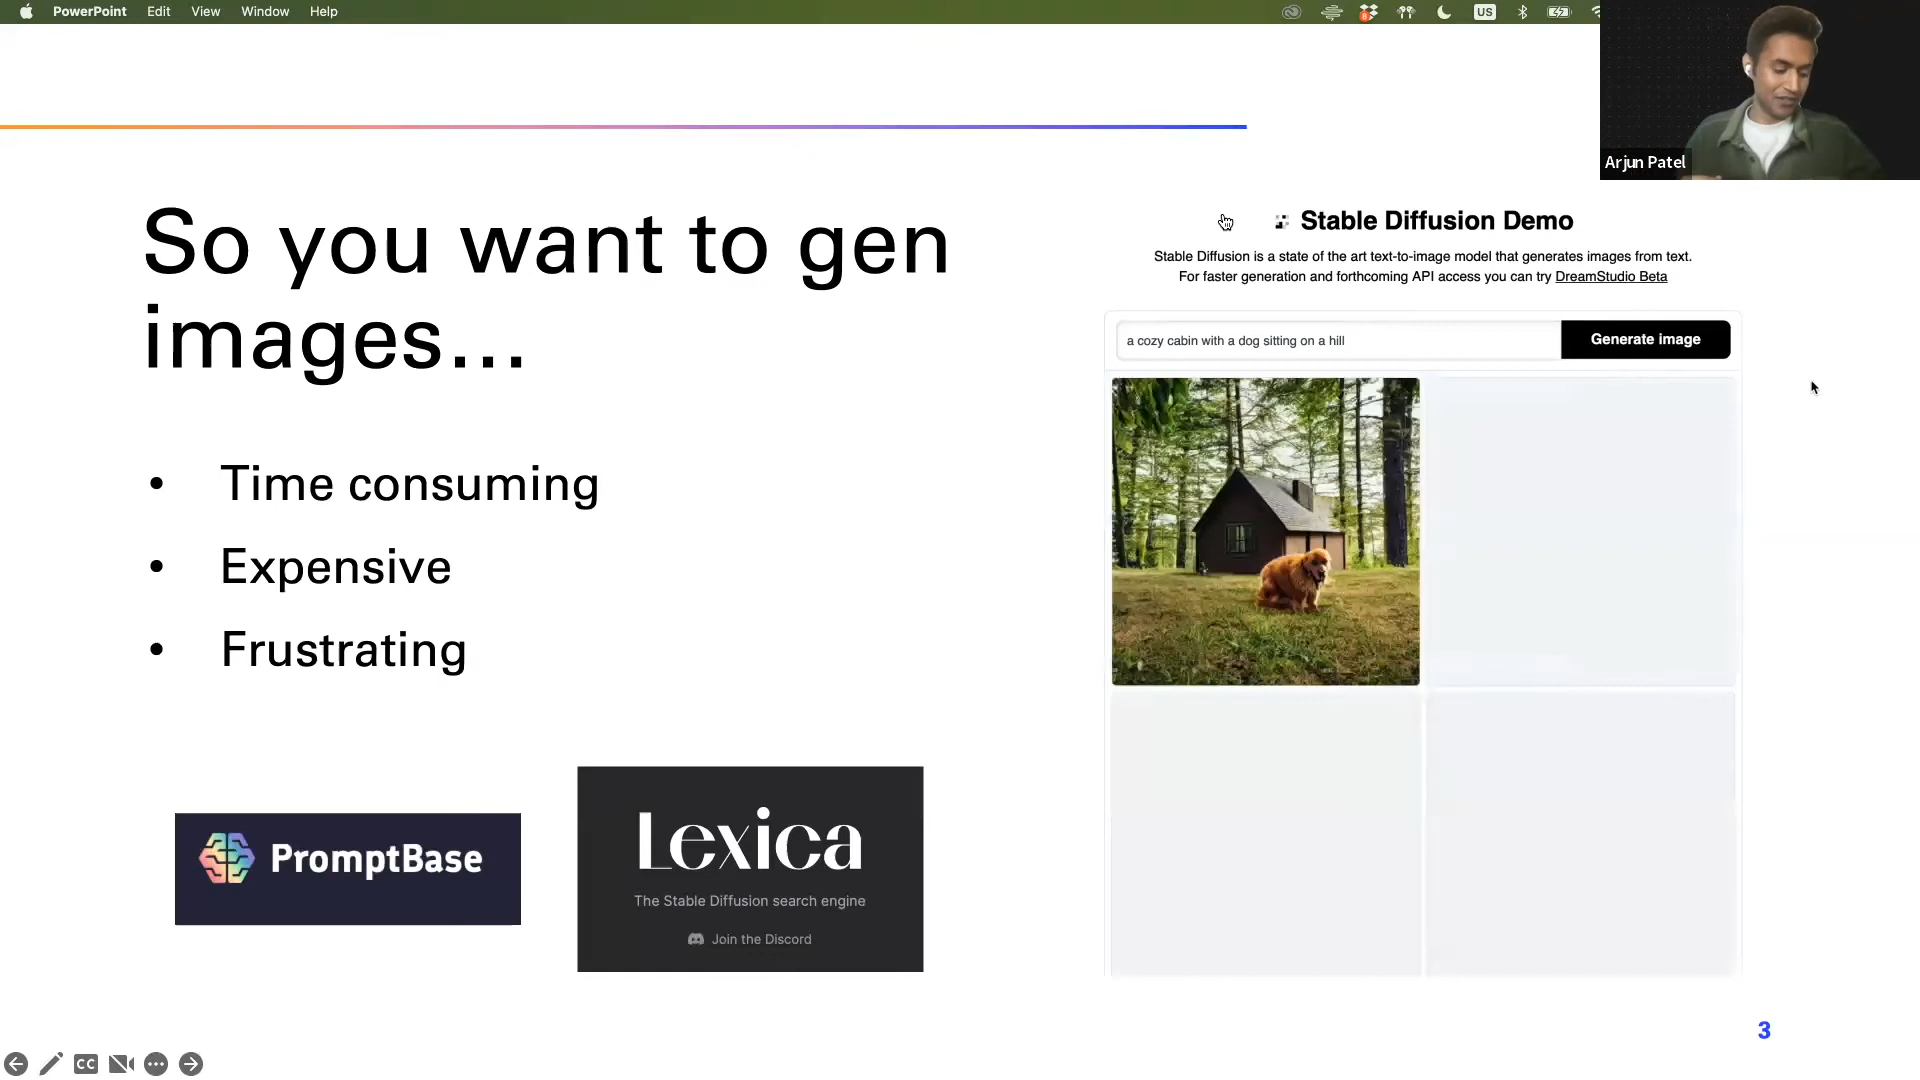 PowerPoint Edit View Window Help
US
Arjun Patel
So you want to gen
images...
• Time consuming
• Expensive
• Frustrating
PromptBase
Lexica
The Stable Diffusion search engine
Join the Discord
Stable Diffusion Demo
Stable Diffusion is a state of the art text-to-image model that generates images from text.
For faster generation and forthcoming API access you can try DreamStudio Beta
a cozy cabin with a dog sitting on a hill
Generate image
3
CC